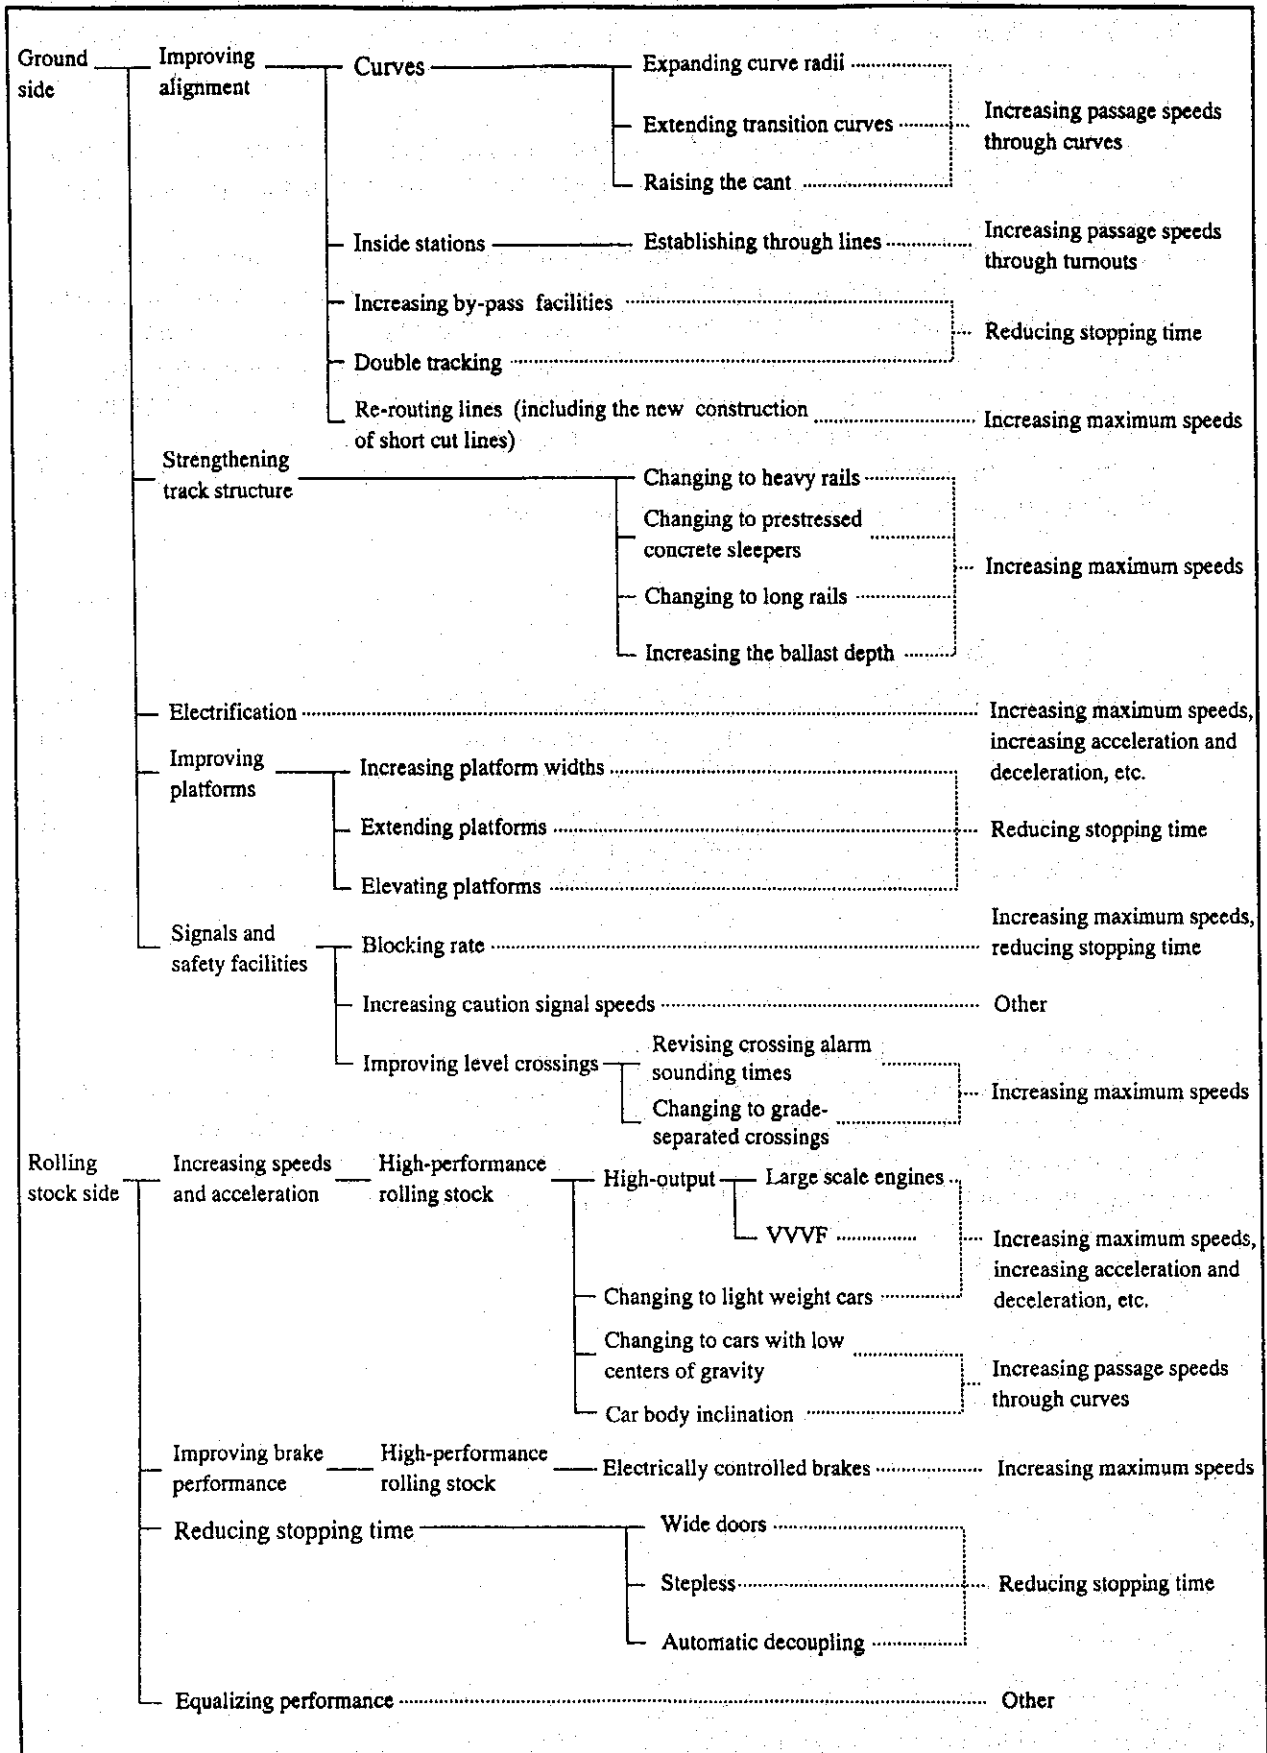 Ground
side
Improving
alignment
Curves
Expanding curve radii
Extending transition curves
Raising the cant
Increasing passage speeds
through curves
Inside stations
Establishing through lines
Increasing passage speeds
through turnouts
Increasing by-pass facilities
Double tracking
Reducing stopping time
Re-routing lines (including the new construction
of short cut lines)
Increasing maximum speeds
Strengthening
track structure
Changing to heavy rails
Changing to prestressed
concrete sleepers
Changing to long rails
Increasing the ballast depth
Increasing maximum speeds
Electrification
Increasing maximum speeds,
increasing acceleration and
deceleration, etc.
Improving
platforms
Increasing platform widths
Extending platforms
Elevating platforms
Reducing stopping time
Signals and
safety facilities
Blocking rate
Increasing maximum speeds,
reducing stopping time
Increasing caution signal speeds
Other
Improving level crossings
Revising crossing alarm
sounding times
Changing to grade-
separated crossings
Increasing maximum speeds
Rolling
stock side
Increasing speeds
and acceleration
High-performance
rolling stock
High-output
Large scale engines
VVVF
Changing to light weight cars
Increasing maximum speeds,
increasing acceleration and
deceleration, etc.
Changing to cars with low
centers of gravity
Car body inclination
Increasing passage speeds
through curves
Improving brake
performance
High-performance
rolling stock
Electrically controlled brakes
Increasing maximum speeds
Reducing stopping time
Wide doors
Stepless
Automatic decoupling
Reducing stopping time
Equalizing performance
Other